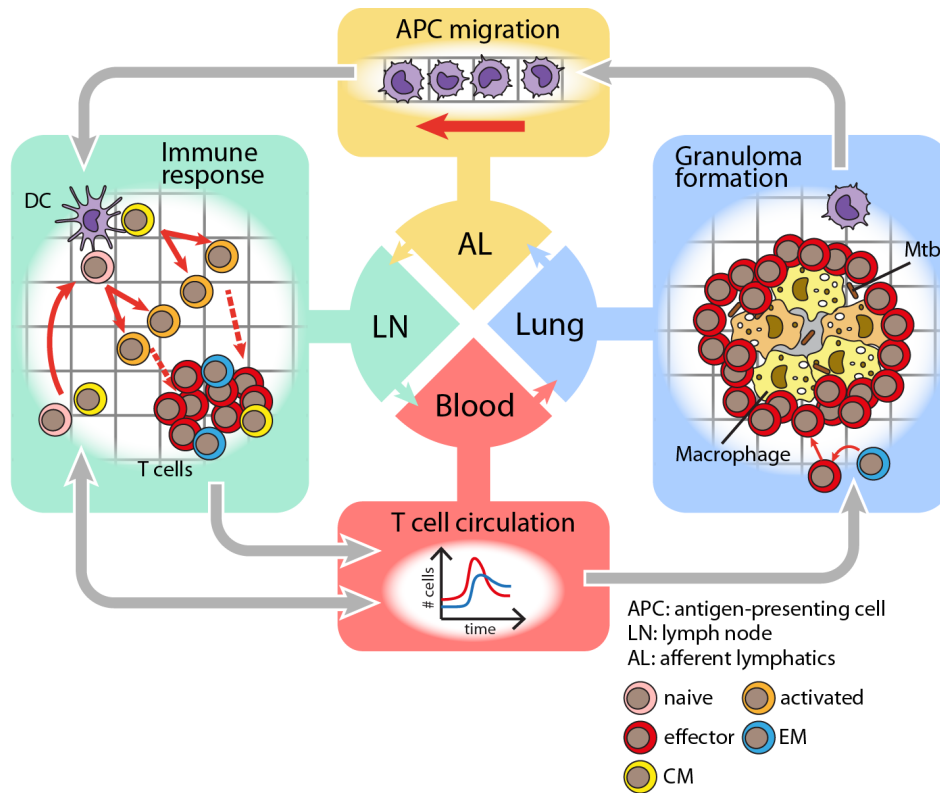 APC migration
Immune
response
DC
T cells
Granuloma
formation
Mtb
Macrophage
AL
LN
Lung
Blood
T cell circulation
# cells
time
APC: antigen-presenting cell
LN: lymph node
AL: afferent lymphatics
naive
activated
effector
EM
CM